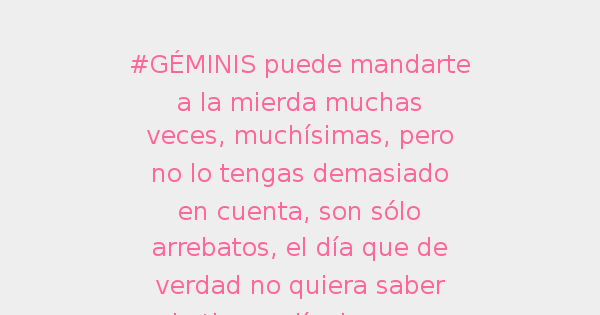 #GÉMINIS puede mandarte
a la mierda muchas
veces, muchísimas, pero
no lo tengas demasiado
en cuenta, son sólo
arrebatos, el día que de
verdad no quiera saber